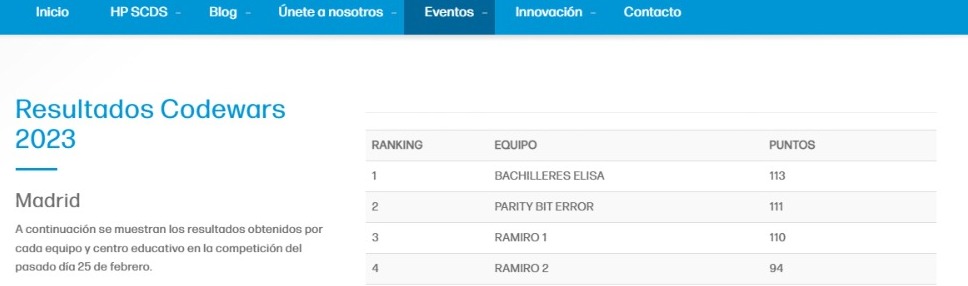 Inicio HP SCDS – Blog – Únete a nosotros – Eventos – Innovación – Contacto
Resultados Codewars
2023
Madrid
A continuación se muestran los resultados obtenidos por
cada equipo y centro educativo en la competición del
pasado día 25 de febrero.
RANKING EQUIPO PUNTOS
1 BACHILLERES ELISA 113
2 PARITY BIT ERROR 111
3 RAMIRO 1 110
4 RAMIRO 2 94